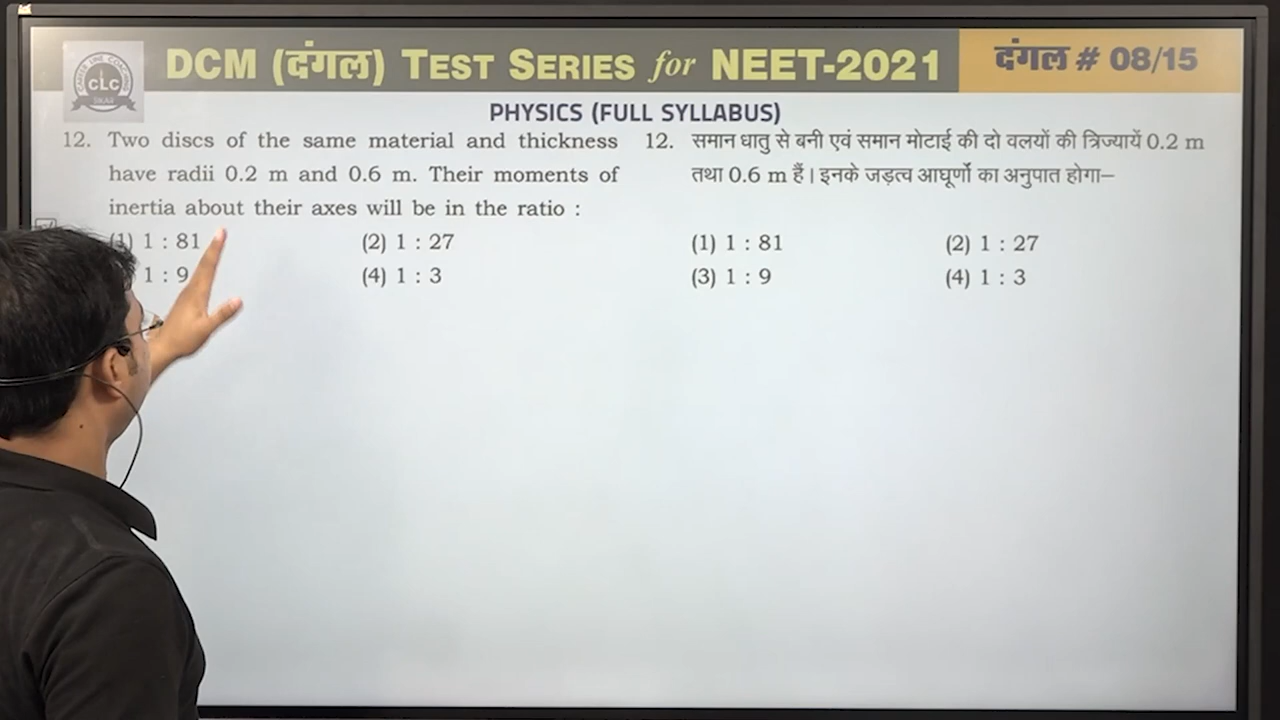 DCM (दंगल) TEST SERIES for NEET-2021
दंगल # 08/15
CLC
SIKAR
PHYSICS (FULL SYLLABUS)
12. Two discs of the same material and thickness
have radii 0.2 m and 0.6 m. Their moments of
inertia about their axes will be in the ratio :
(1) 1 : 81 (2) 1 : 27
1 : 9 (4) 1 : 3
12. समान धातु से बनी एवं समान मोटाई की दो वलयों की त्रिज्यायें 0.2 m
तथा 0.6 m हैं। इनके जड़त्व आघूर्णों का अनुपात होगा–
(1) 1 : 81 (2) 1 : 27
(3) 1 : 9 (4) 1 : 3